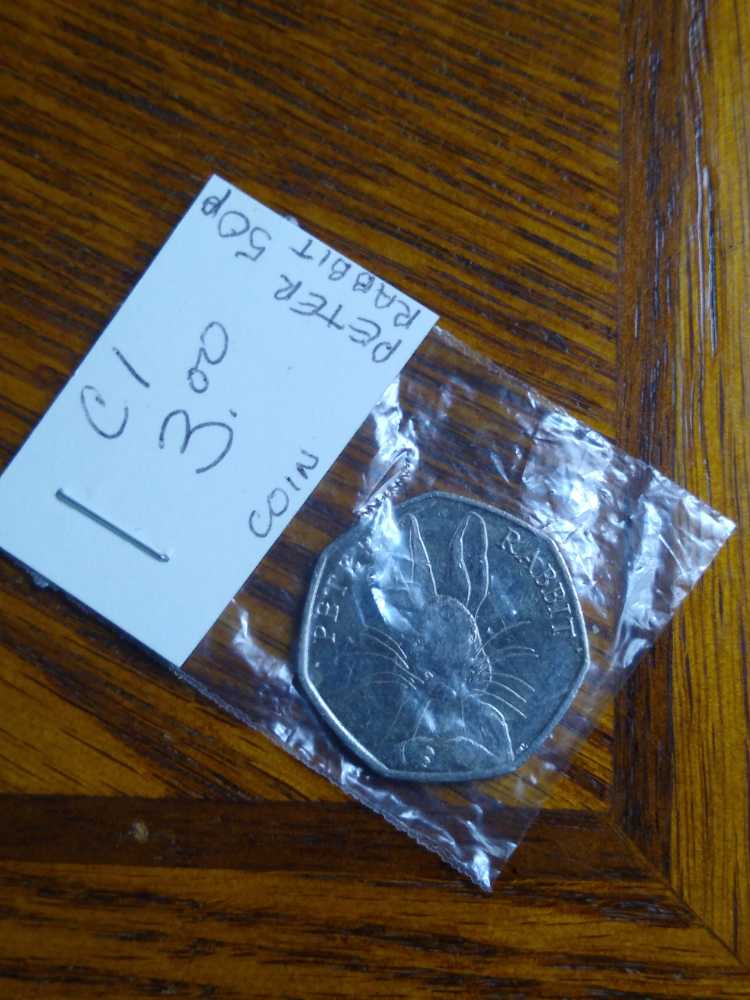 PETER
RABBIT 50p
C1
3.00
COIN
PETER RABBIT